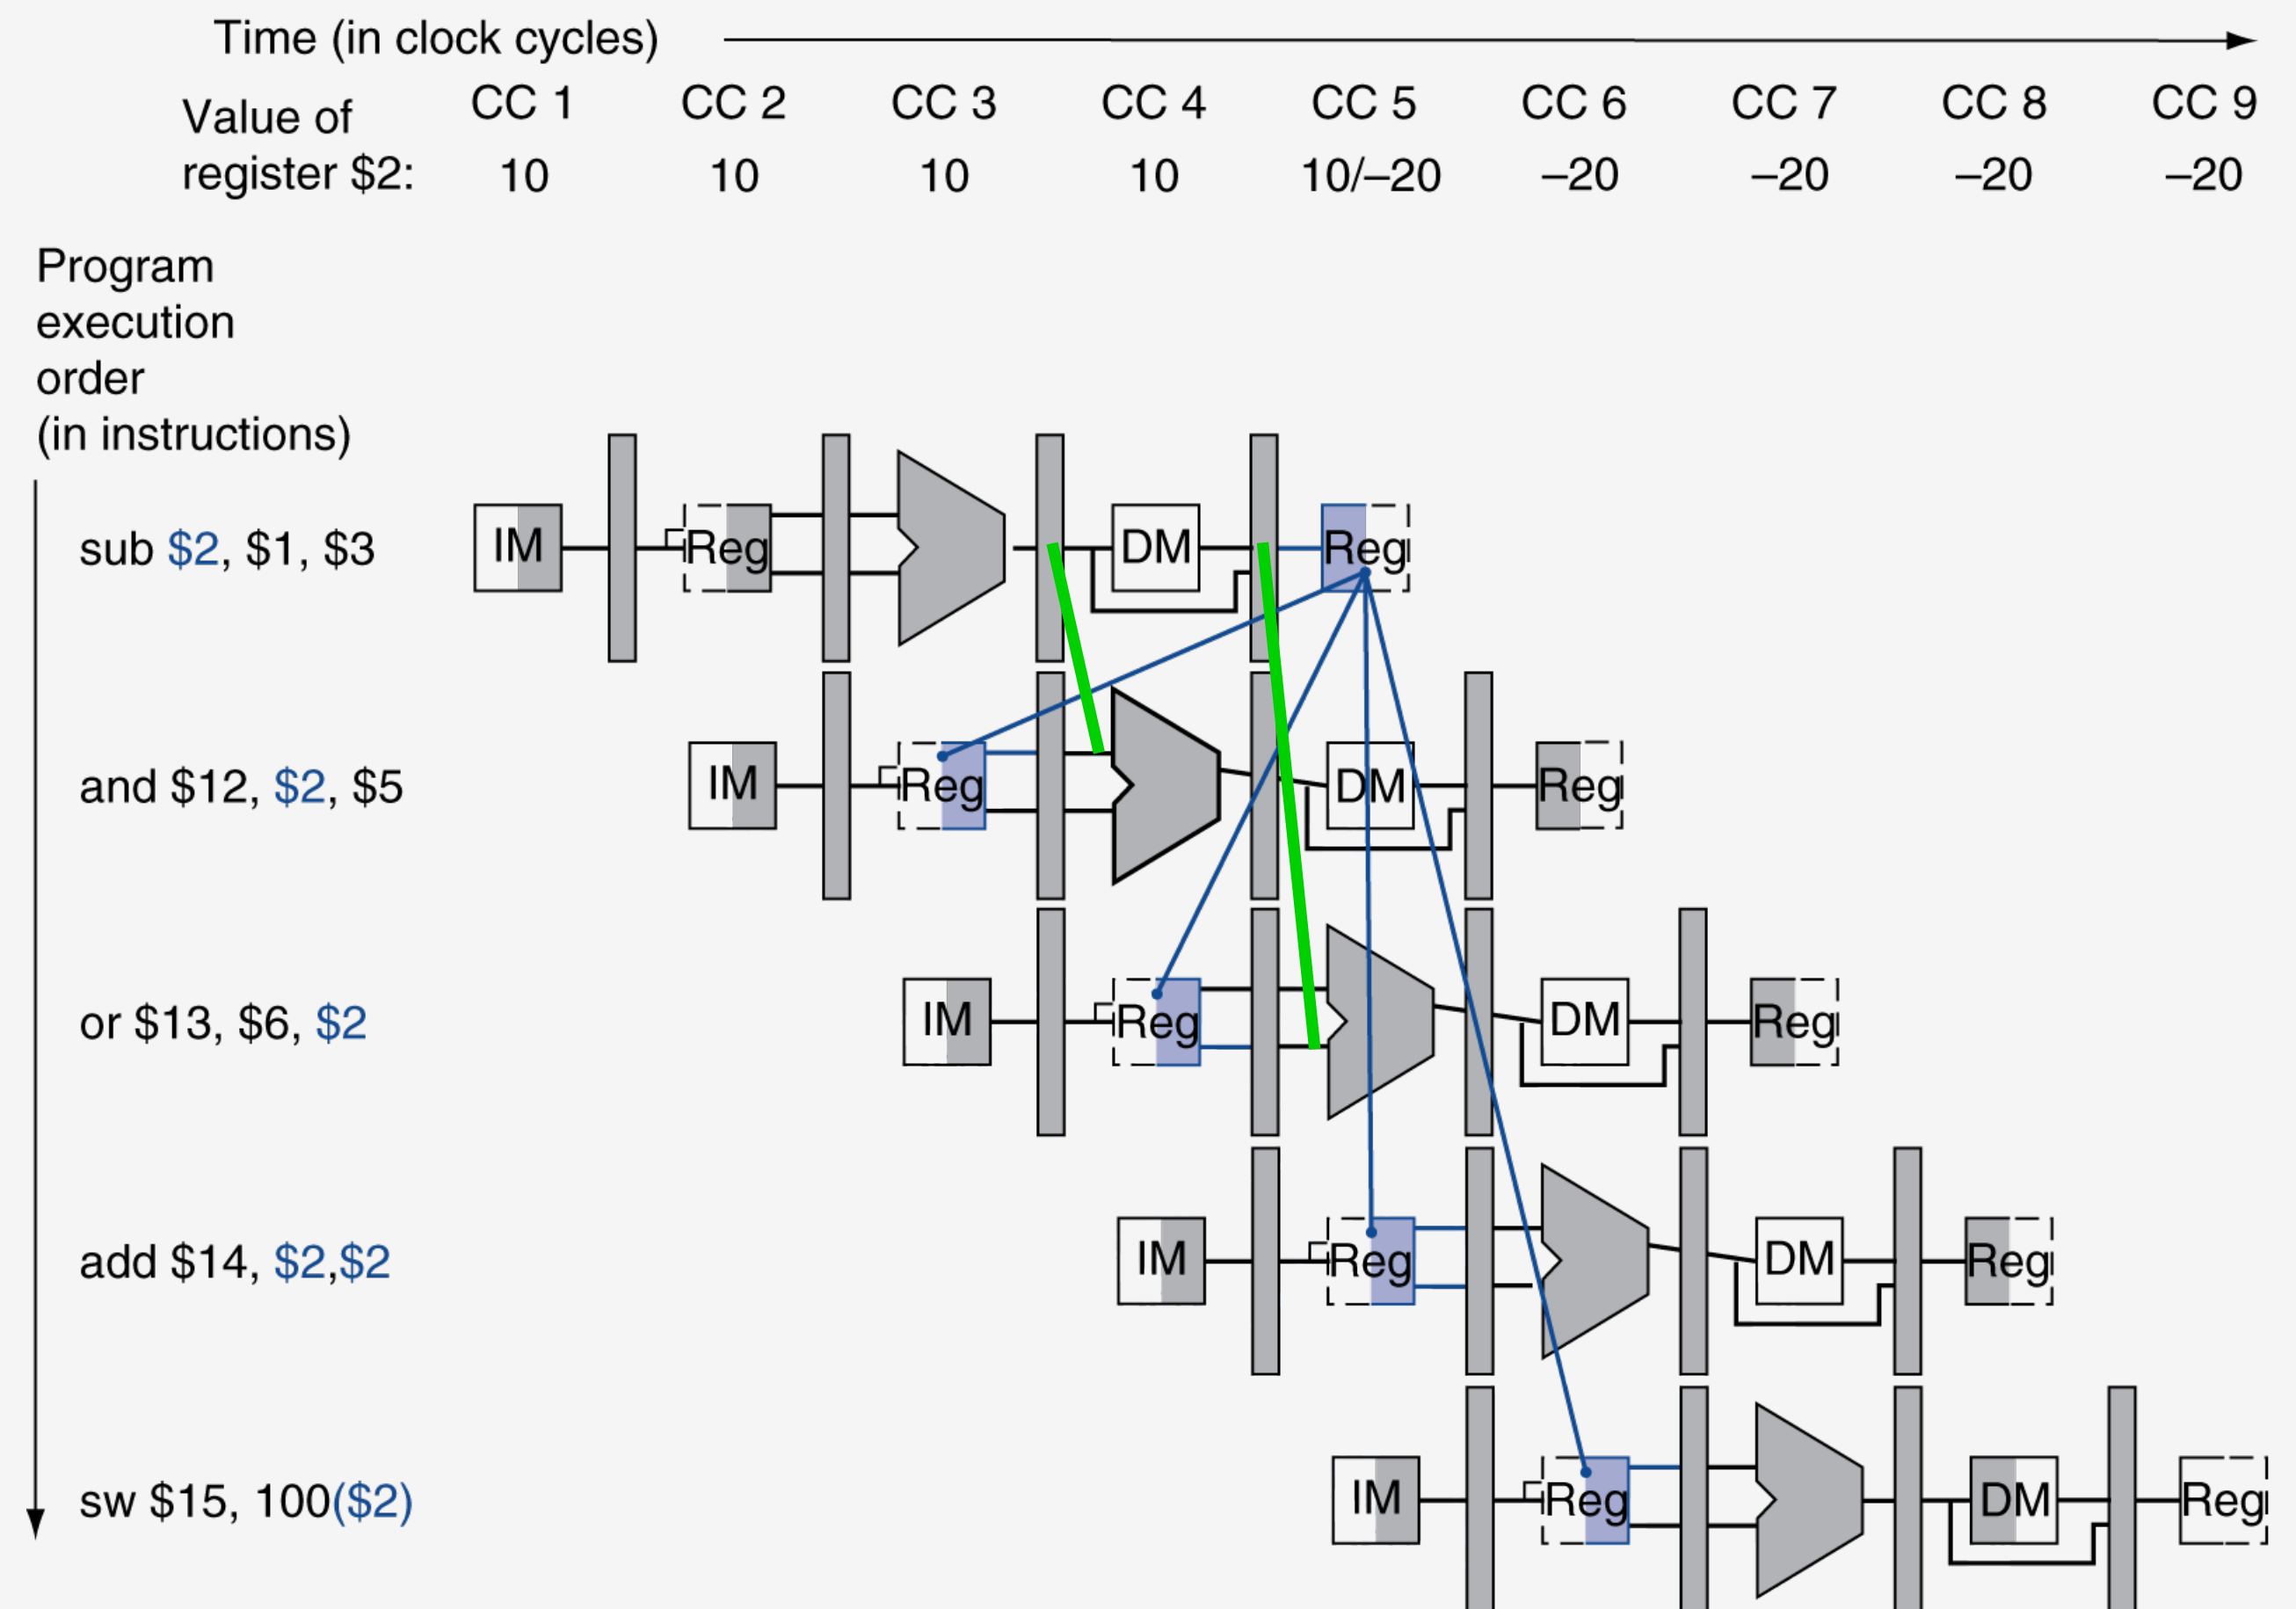 Time (in clock cycles)
CC 1 CC 2 CC 3 CC 4 CC 5 CC 6 CC 7 CC 8 CC 9
Value of
register $2: 10 10 10 10 10/–20 –20 –20 –20 –20
Program
execution
order
(in instructions)
sub $2, $1, $3 IM Reg DM Reg
and $12, $2, $5 IM Reg DM Reg
or $13, $6, $2 IM Reg DM Reg
add $14, $2,$2 IM Reg DM Reg
sw $15, 100($2) IM Reg DM Reg